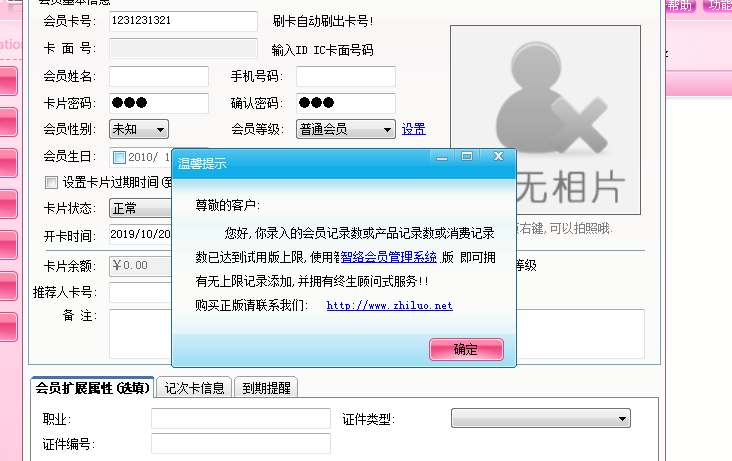 会员基本信息
帮助 功能
会员卡号: 1231231321 刷卡自动刷出卡号!
ation
卡 面 号: 输入ID IC卡面号码
会员姓名: 手机号码:
卡片密码: ●●● 确认密码: ●●●
会员性别: 未知 会员等级: 普通会员 设置
会员生日: 2010/ 1
设置卡片过期时间(至
无相片
卡片状态: 正常
右键,可以拍照哦.
开卡时间: 2019/10/20
卡片余额: ￥0.00 等级
推荐人卡号:
备 注:
温馨提示
尊敬的客户:
您好,你录入的会员记录数或产品记录数或消费记录
数已达到试用版上限,使用智络会员管理系统 版 即可拥
有无上限记录添加,并拥有终生顾问式服务!!
购买正版请联系我们: http://www.zhiluo.net
确定
会员扩展属性(选填) 记次卡信息 到期提醒
职业: 证件类型:
证件编号: